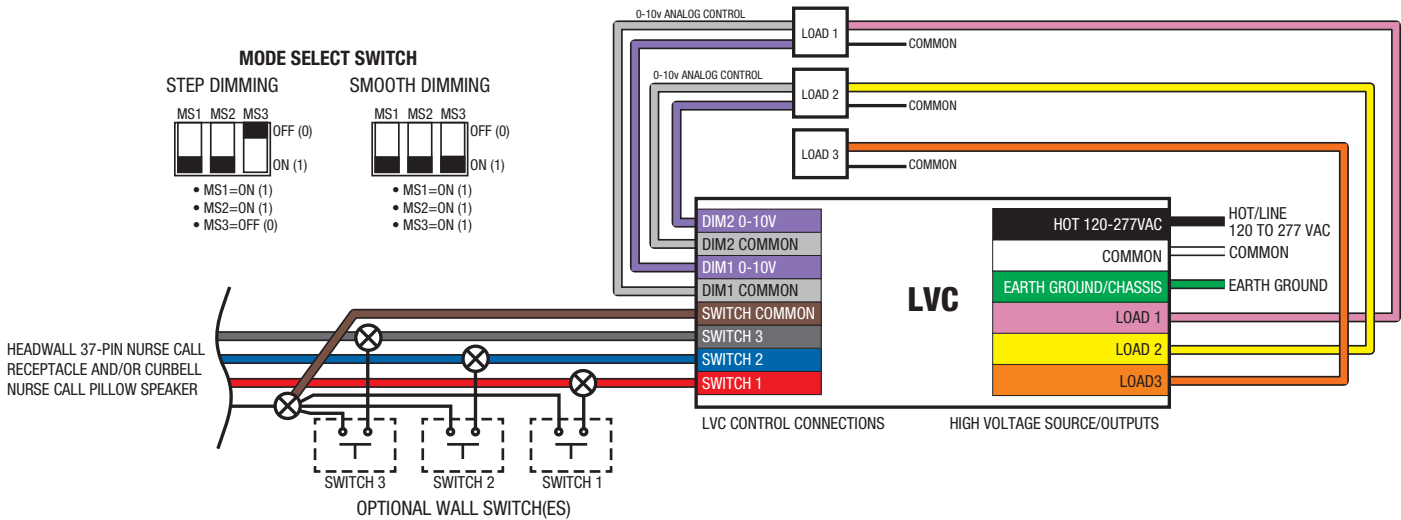 0-10v ANALOG CONTROL
LOAD 1
COMMON
MODE SELECT SWITCH
STEP DIMMING
SMOOTH DIMMING
0-10v ANALOG CONTROL
LOAD 2
COMMON
MS1 MS2 MS3
OFF (0)
ON (1)
• MS1=ON (1)
• MS2=ON (1)
• MS3=OFF (0)
MS1 MS2 MS3
OFF (0)
ON (1)
• MS1=ON (1)
• MS2=ON (1)
• MS3=ON (1)
LOAD 3
COMMON
DIM2 0-10V
DIM2 COMMON
DIM1 0-10V
DIM1 COMMON
SWITCH COMMON
SWITCH 3
SWITCH 2
SWITCH 1
LVC
HOT 120-277VAC
COMMON
EARTH GROUND/CHASSIS
LOAD 1
LOAD 2
LOAD3
HOT/LINE
120 TO 277 VAC
COMMON
EARTH GROUND
HEADWALL 37-PIN NURSE CALL
RECEPTACLE AND/OR CURBELL
NURSE CALL PILLOW SPEAKER
LVC CONTROL CONNECTIONS
HIGH VOLTAGE SOURCE/OUTPUTS
SWITCH 3
SWITCH 2
SWITCH 1
OPTIONAL WALL SWITCH(ES)